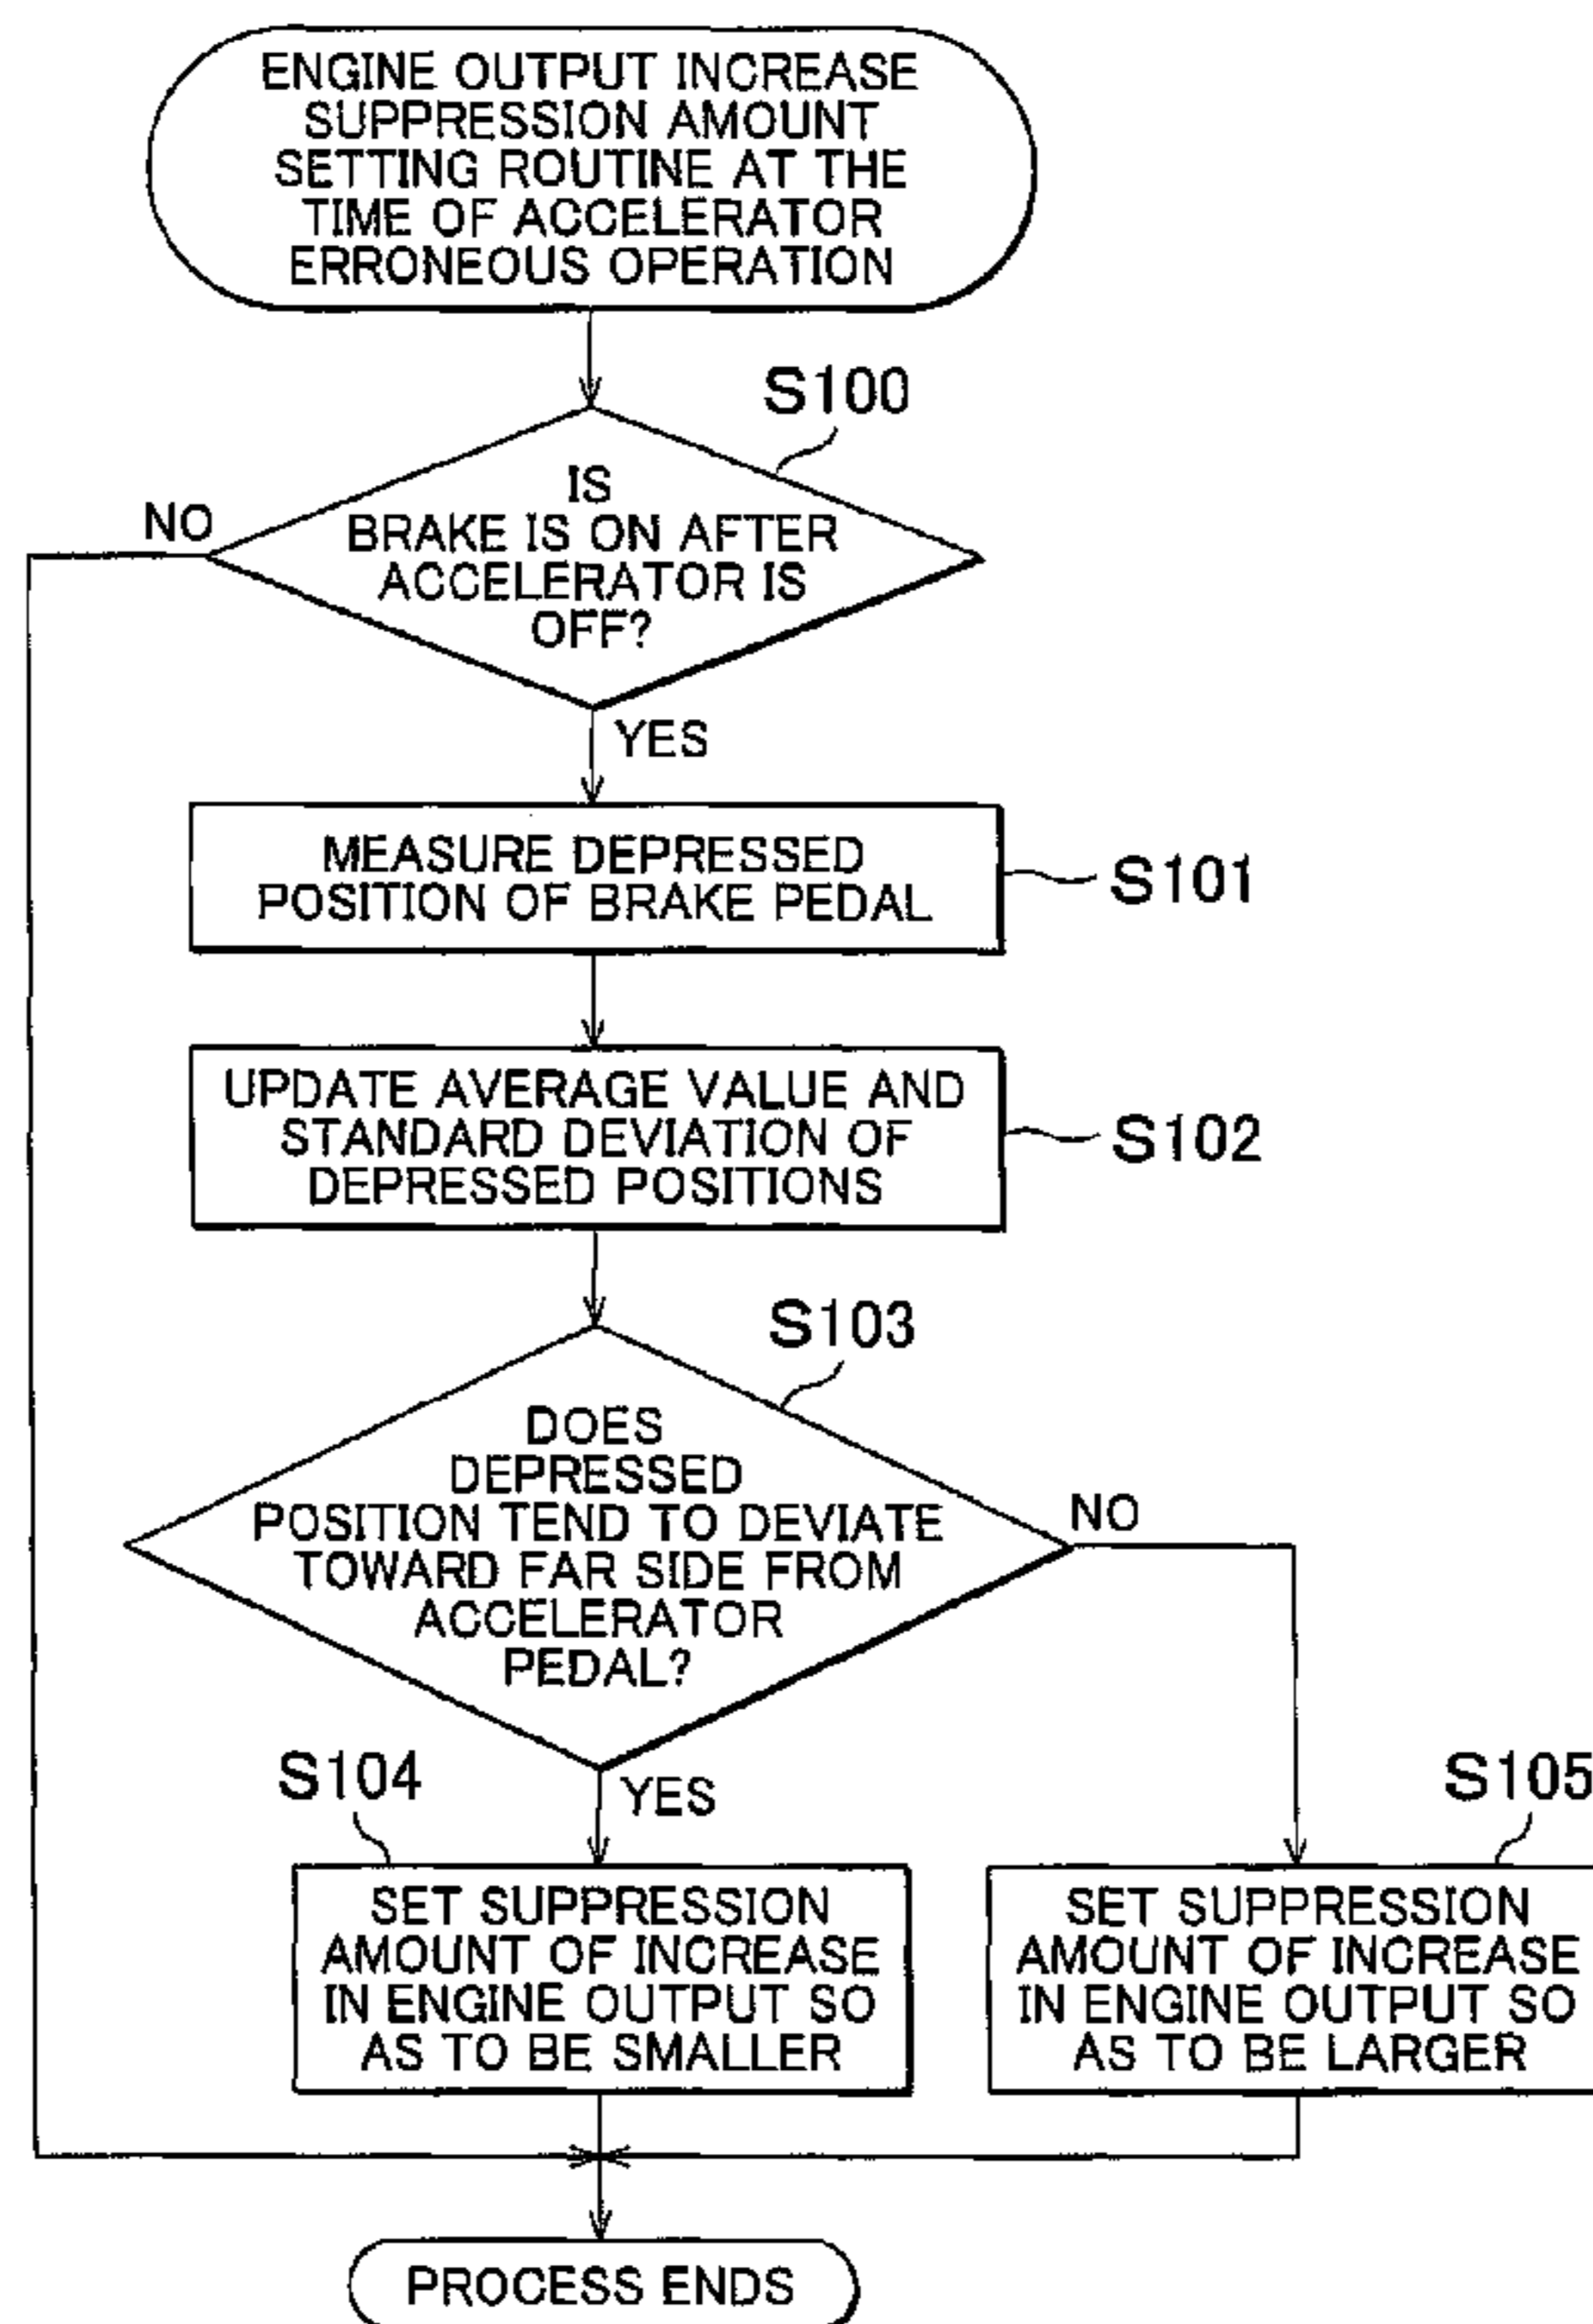 ENGINE OUTPUT INCREASE
SUPPRESSION AMOUNT
SETTING ROUTINE AT THE
TIME OF ACCELERATOR
ERRONEOUS OPERATION
S100
IS
BRAKE IS ON AFTER
ACCELERATOR IS
OFF?
NO
YES
MEASURE DEPRESSED
POSITION OF BRAKE PEDAL
S101
UPDATE AVERAGE VALUE AND
STANDARD DEVIATION OF
DEPRESSED POSITIONS
S102
S103
DOES
DEPRESSED
POSITION TEND TO DEVIATE
TOWARD FAR SIDE FROM
ACCELERATOR
PEDAL?
NO
YES
S104
SET SUPPRESSION
AMOUNT OF INCREASE
IN ENGINE OUTPUT SO
AS TO BE SMALLER
S105
SET SUPPRESSION
AMOUNT OF INCREASE
IN ENGINE OUTPUT SO
AS TO BE LARGER
PROCESS ENDS